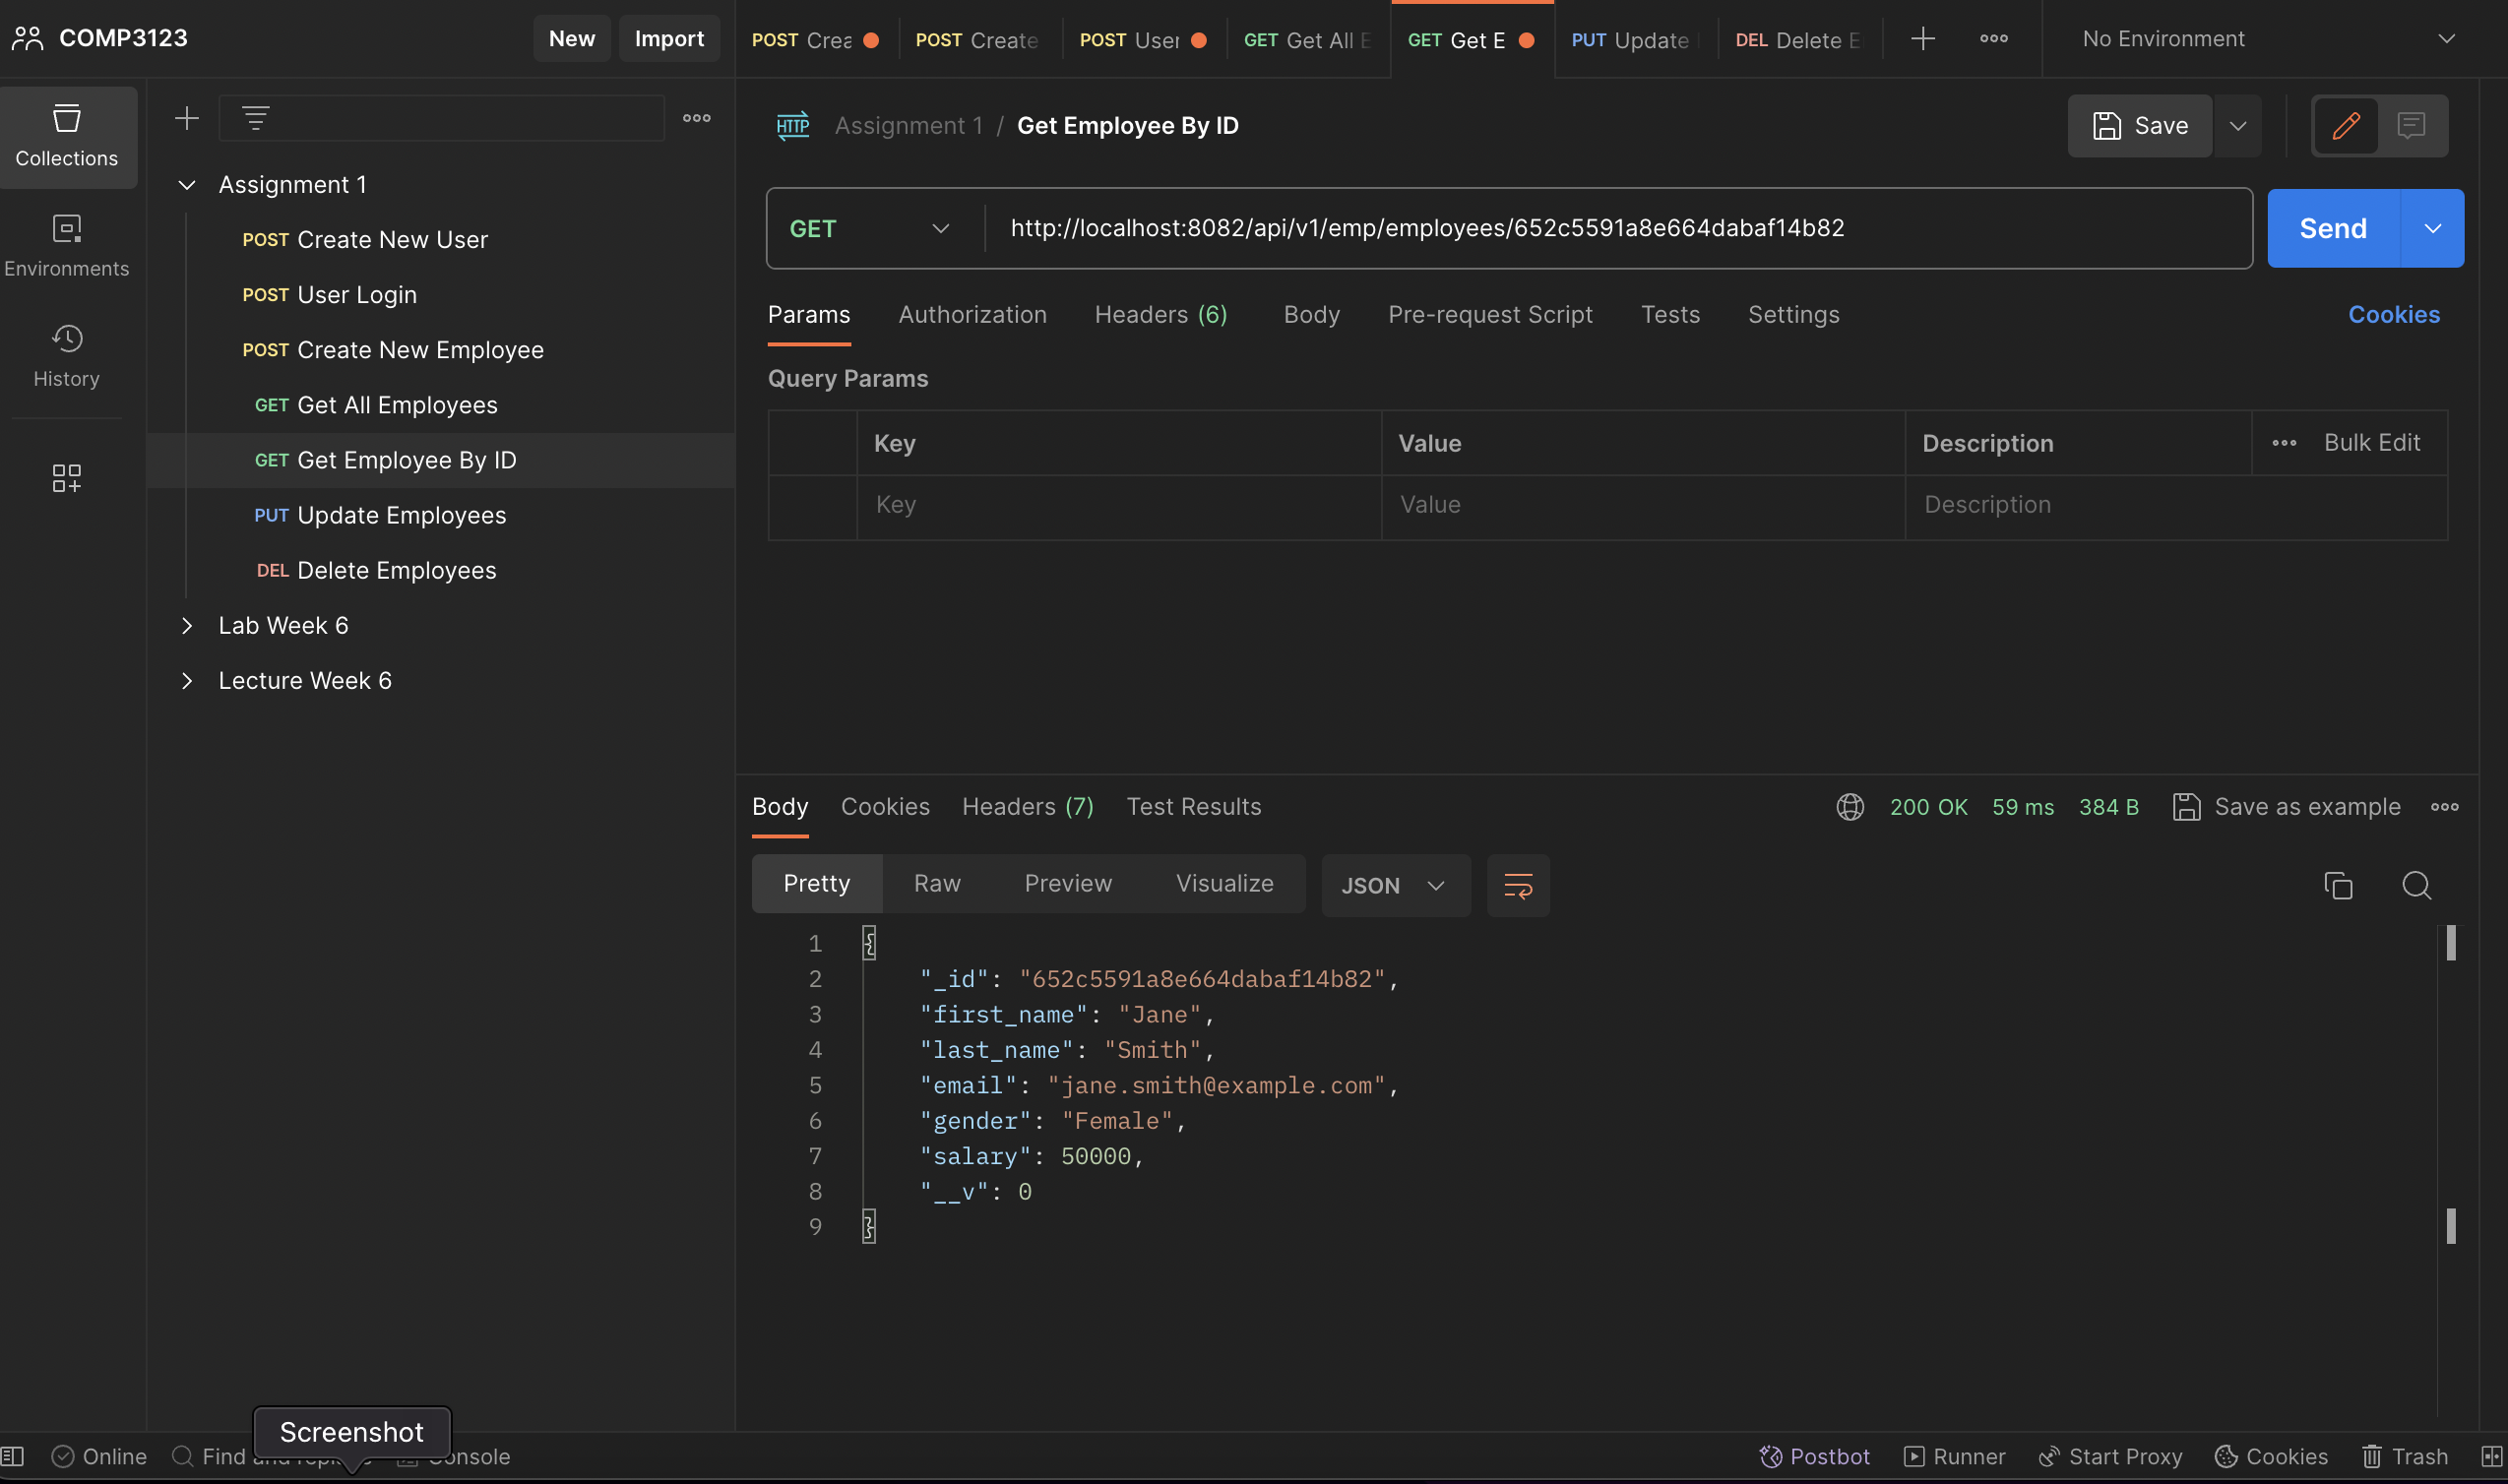 COMP3123
New
Import
POST Crea
POST Create
POST User
GET Get All E
GET Get E
PUT Update
DEL Delete E
No Environment
Collections
Environments
History
Assignment 1
POST Create New User
POST User Login
POST Create New Employee
GET Get All Employees
GET Get Employee By ID
PUT Update Employees
DEL Delete Employees
Lab Week 6
Lecture Week 6
HTTP
Assignment 1 / Get Employee By ID
Save
GET
http://localhost:8082/api/v1/emp/employees/652c5591a8e664dabaf14b82
Send
Params
Authorization
Headers (6)
Body
Pre-request Script
Tests
Settings
Cookies
Query Params
Key
Value
Description
Bulk Edit
Key
Value
Description
Body
Cookies
Headers (7)
Test Results
200 OK
59 ms
384 B
Save as example
Pretty
Raw
Preview
Visualize
JSON
1 {
2 "_id": "652c5591a8e664dabaf14b82",
3 "first_name": "Jane",
4 "last_name": "Smith",
5 "email": "jane.smith@example.com",
6 "gender": "Female",
7 "salary": 50000,
8 "__v": 0
9 }
Screenshot
Online
Find and
Postbot
Runner
Start Proxy
Cookies
Trash